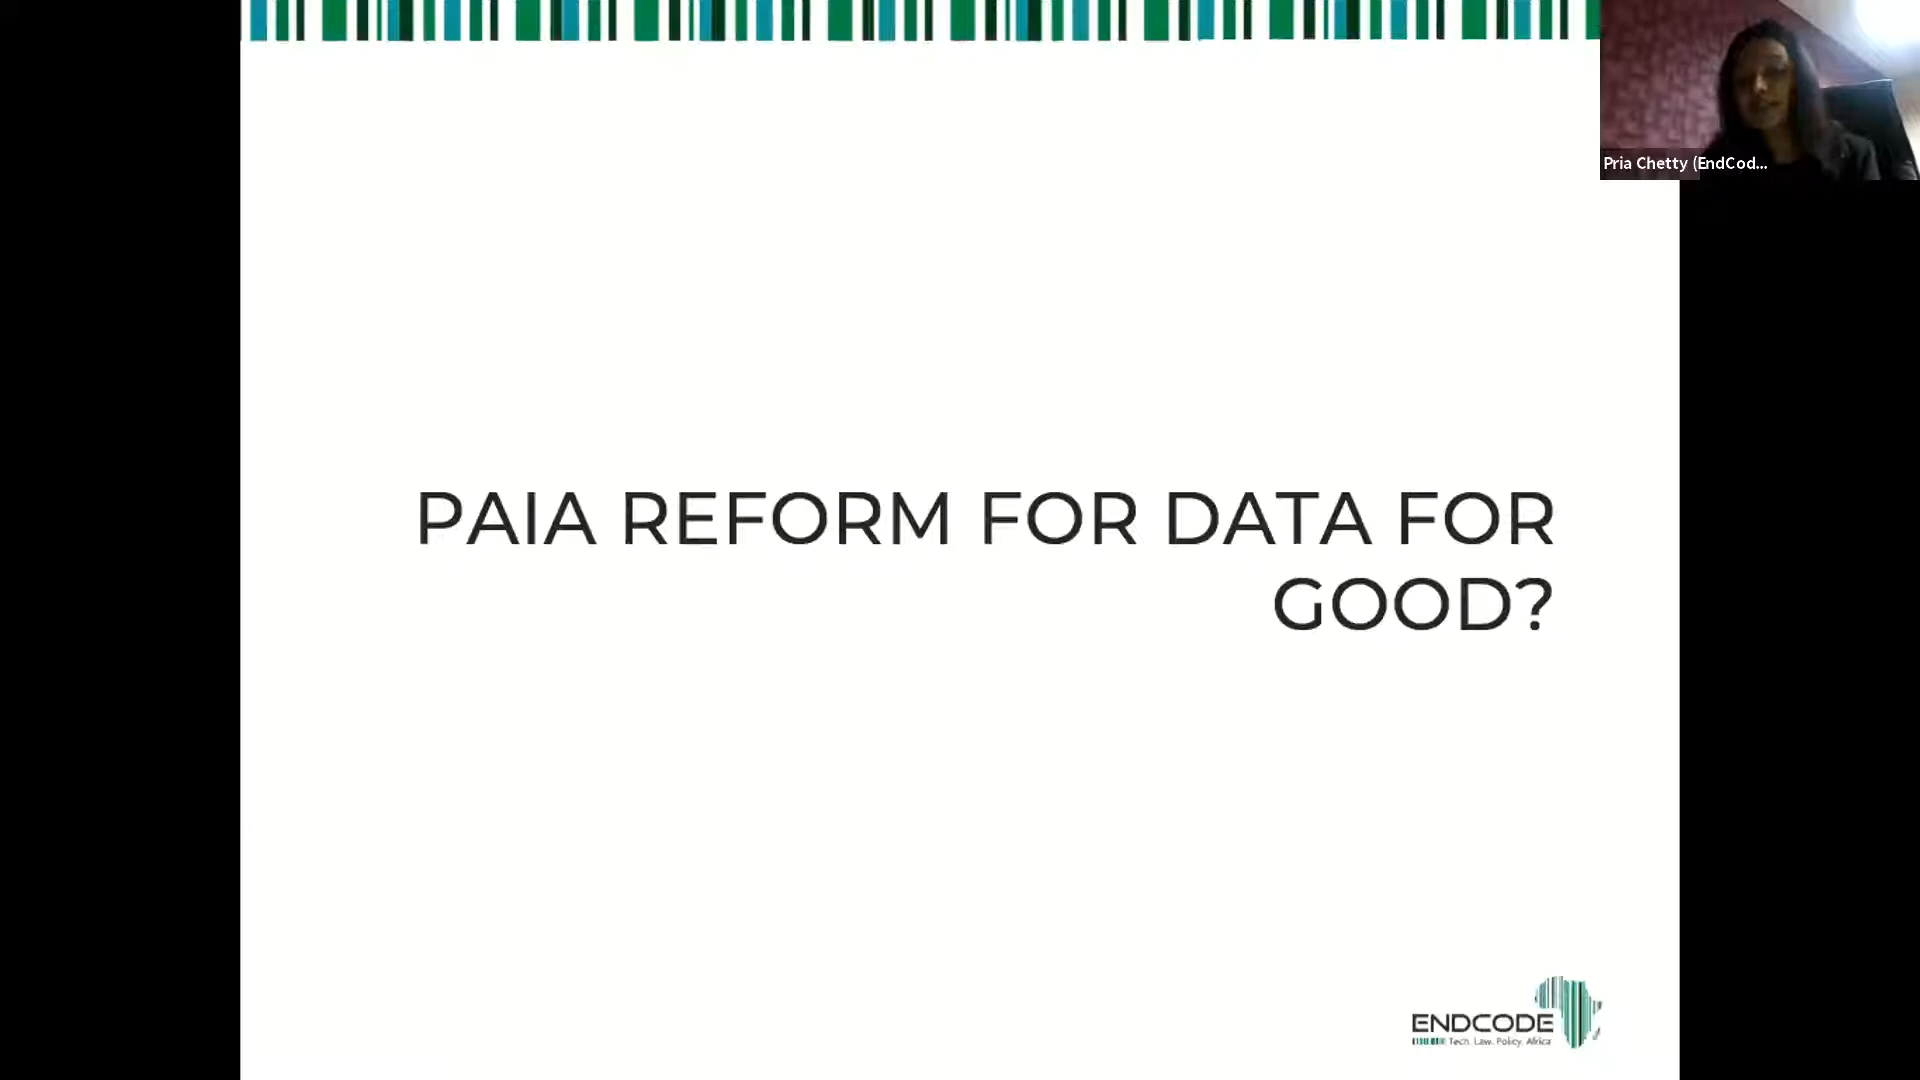 Pria Chetty (EndCod...
PAIA REFORM FOR DATA FOR
GOOD?
ENDCODE
Tech. Law. Policy. Africa